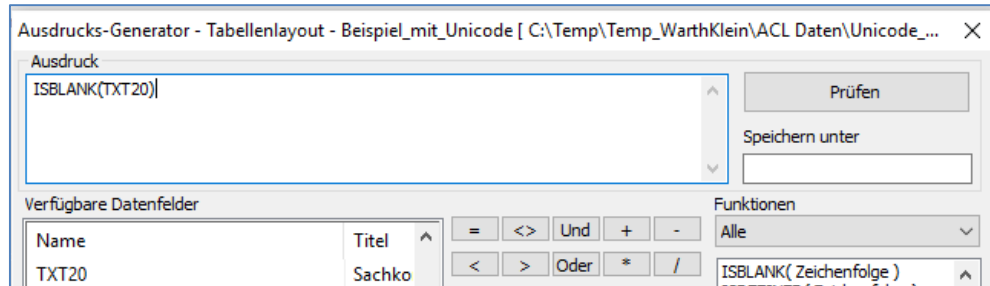 Ausdrucks-Generator - Tabellenlayout - Beispiel_mit_Unicode [ C:\Temp\Temp_WarthKlein\ACL Daten\Unicode_...
Ausdruck
ISBLANK(TXT20)
Prüfen
Speichern unter
Verfügbare Datenfelder
Funktionen
Name Titel
= <> Und + -
Alle
TXT20 Sachko
< > Oder * /
ISBLANK( Zeichenfolge )